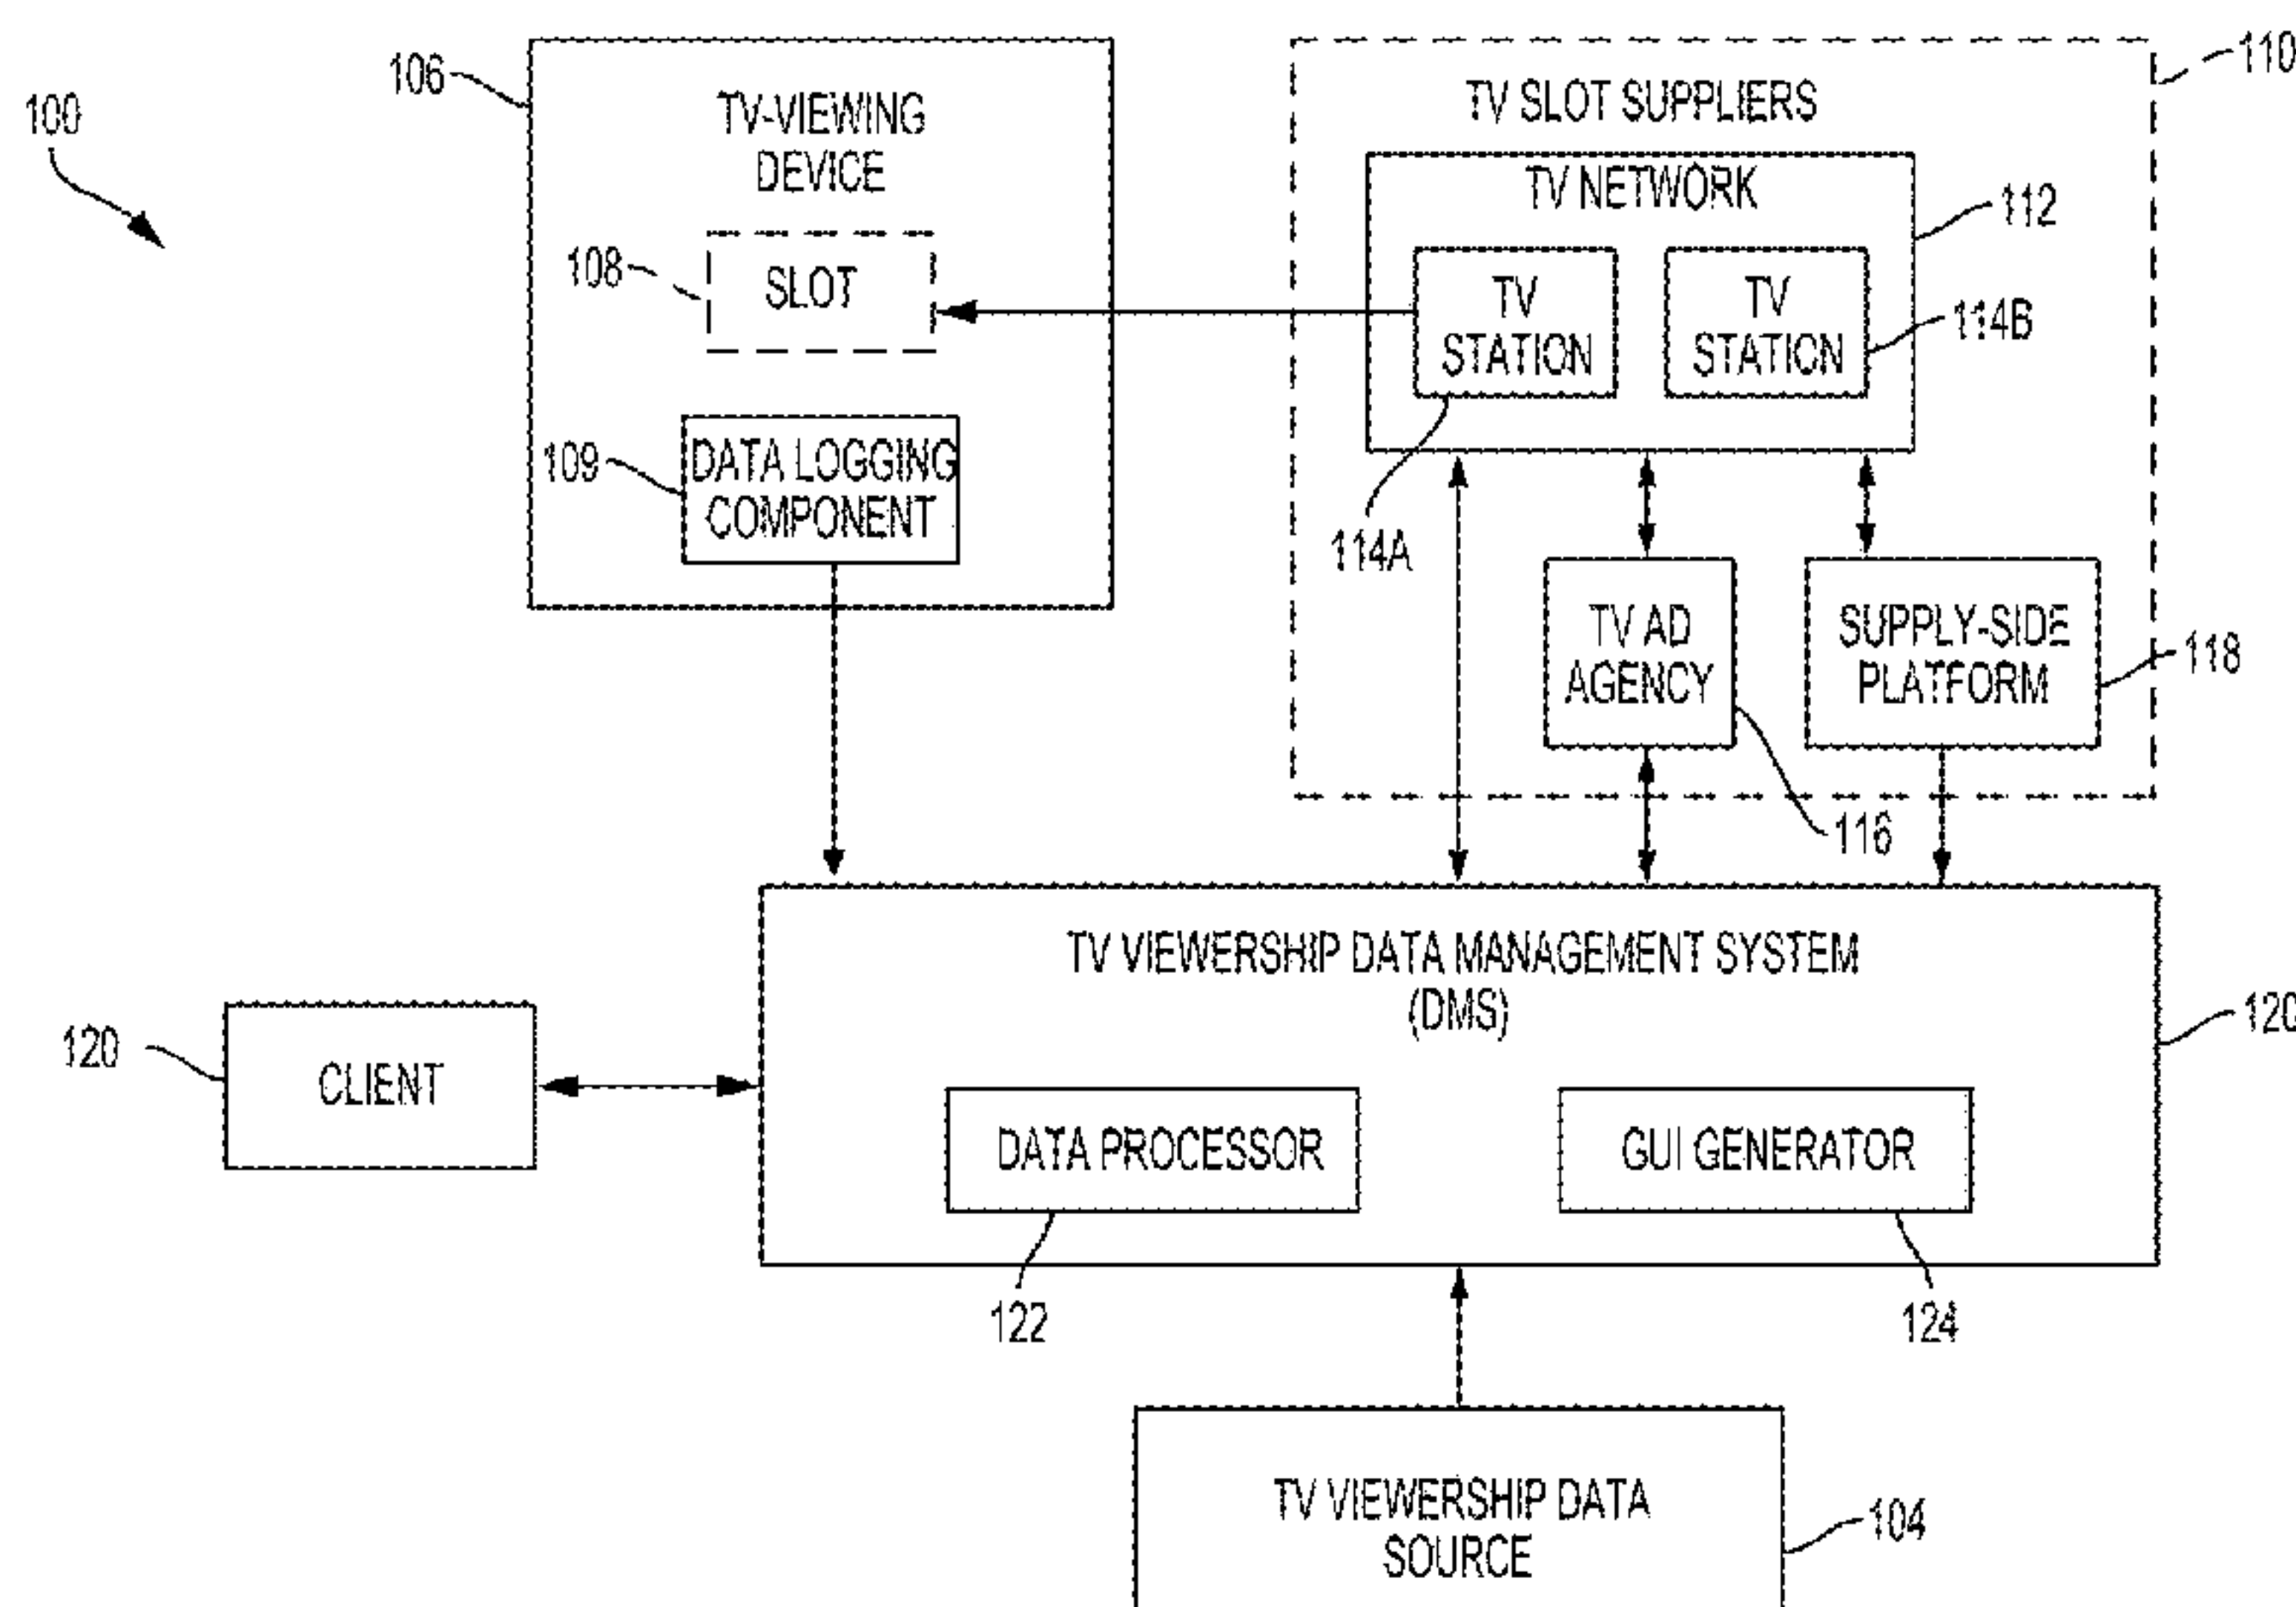 100
106
TV-VIEWING
DEVICE
108
SLOT
109
DATA LOGGING
COMPONENT
110
TV SLOT SUPPLIERS
TV NETWORK
112
TV
STATION
TV
STATION
114B
114A
TV AD
AGENCY
SUPPLY-SIDE
PLATFORM
118
116
TV VIEWERSHIP DATA MANAGEMENT SYSTEM
(DMS)
120
120
CLIENT
DATA PROCESSOR
GUI GENERATOR
122
124
TV VIEWERSHIP DATA
SOURCE
104